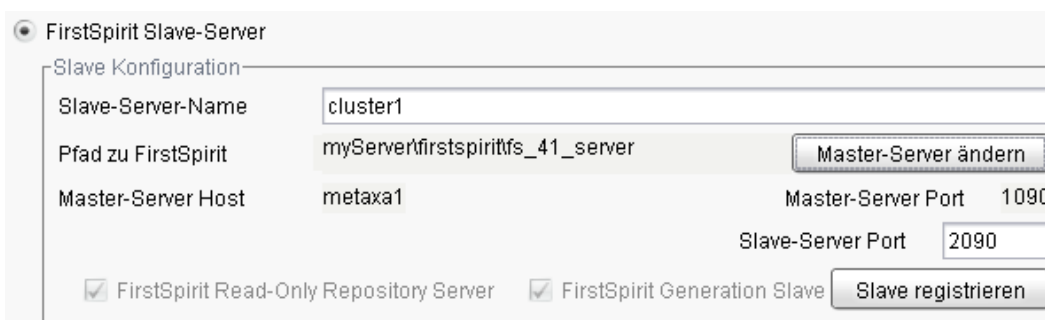 FirstSpirit Slave-Server
Slave Konfiguration
Slave-Server-Name cluster1
Pfad zu FirstSpirit myServer\firstspirit\fs_41_server Master-Server ändern
Master-Server Host metaxa1 Master-Server Port 1090
Slave-Server Port 2090
FirstSpirit Read-Only Repository Server FirstSpirit Generation Slave Slave registrieren